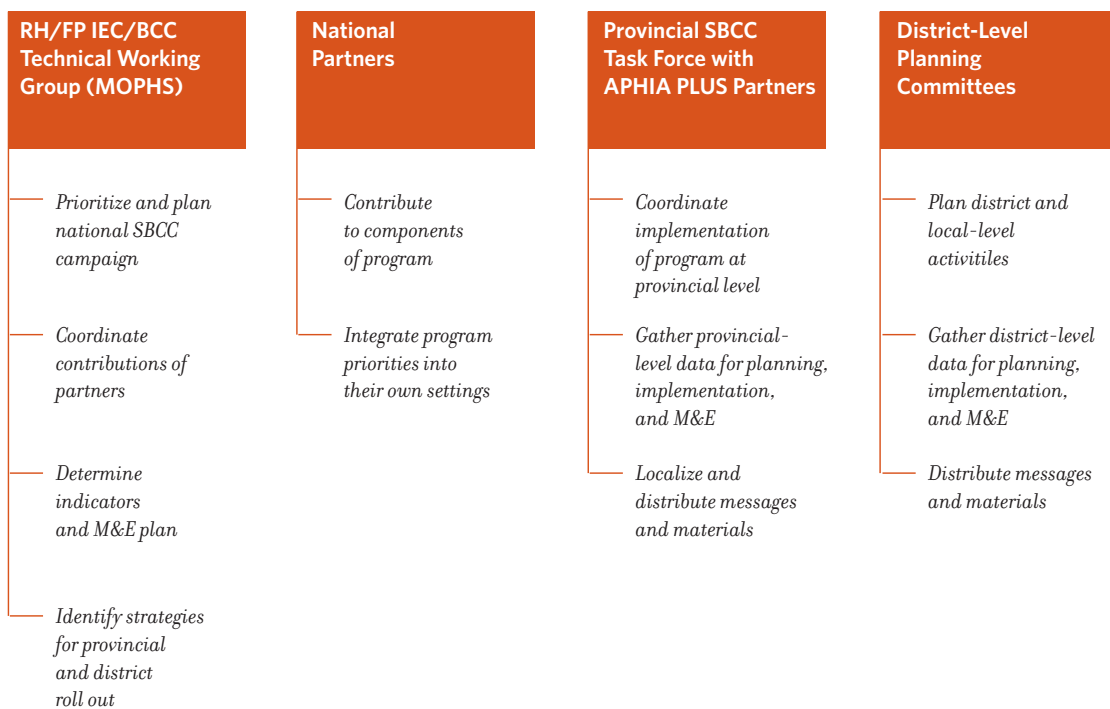 RH/FP IEC/BCC
Technical Working
Group (MOPHS)
Prioritize and plan
national SBCC
campaign
Coordinate
contributions of
partners
Determine
indicators
and M&E plan
Identify strategies
for provincial
and district
roll out
National
Partners
Contribute
to components
of program
Integrate program
priorities into
their own settings
Provincial SBCC
Task Force with
APHIA PLUS Partners
Coordinate
implementation
of program at
provincial level
Gather provincial-
level data for planning,
implementation,
and M&E
Localize and
distribute messages
and materials
District-Level
Planning
Committees
Plan district and
local-level
activitiles
Gather district-level
data for planning,
implementation,
and M&E
Distribute messages
and materials